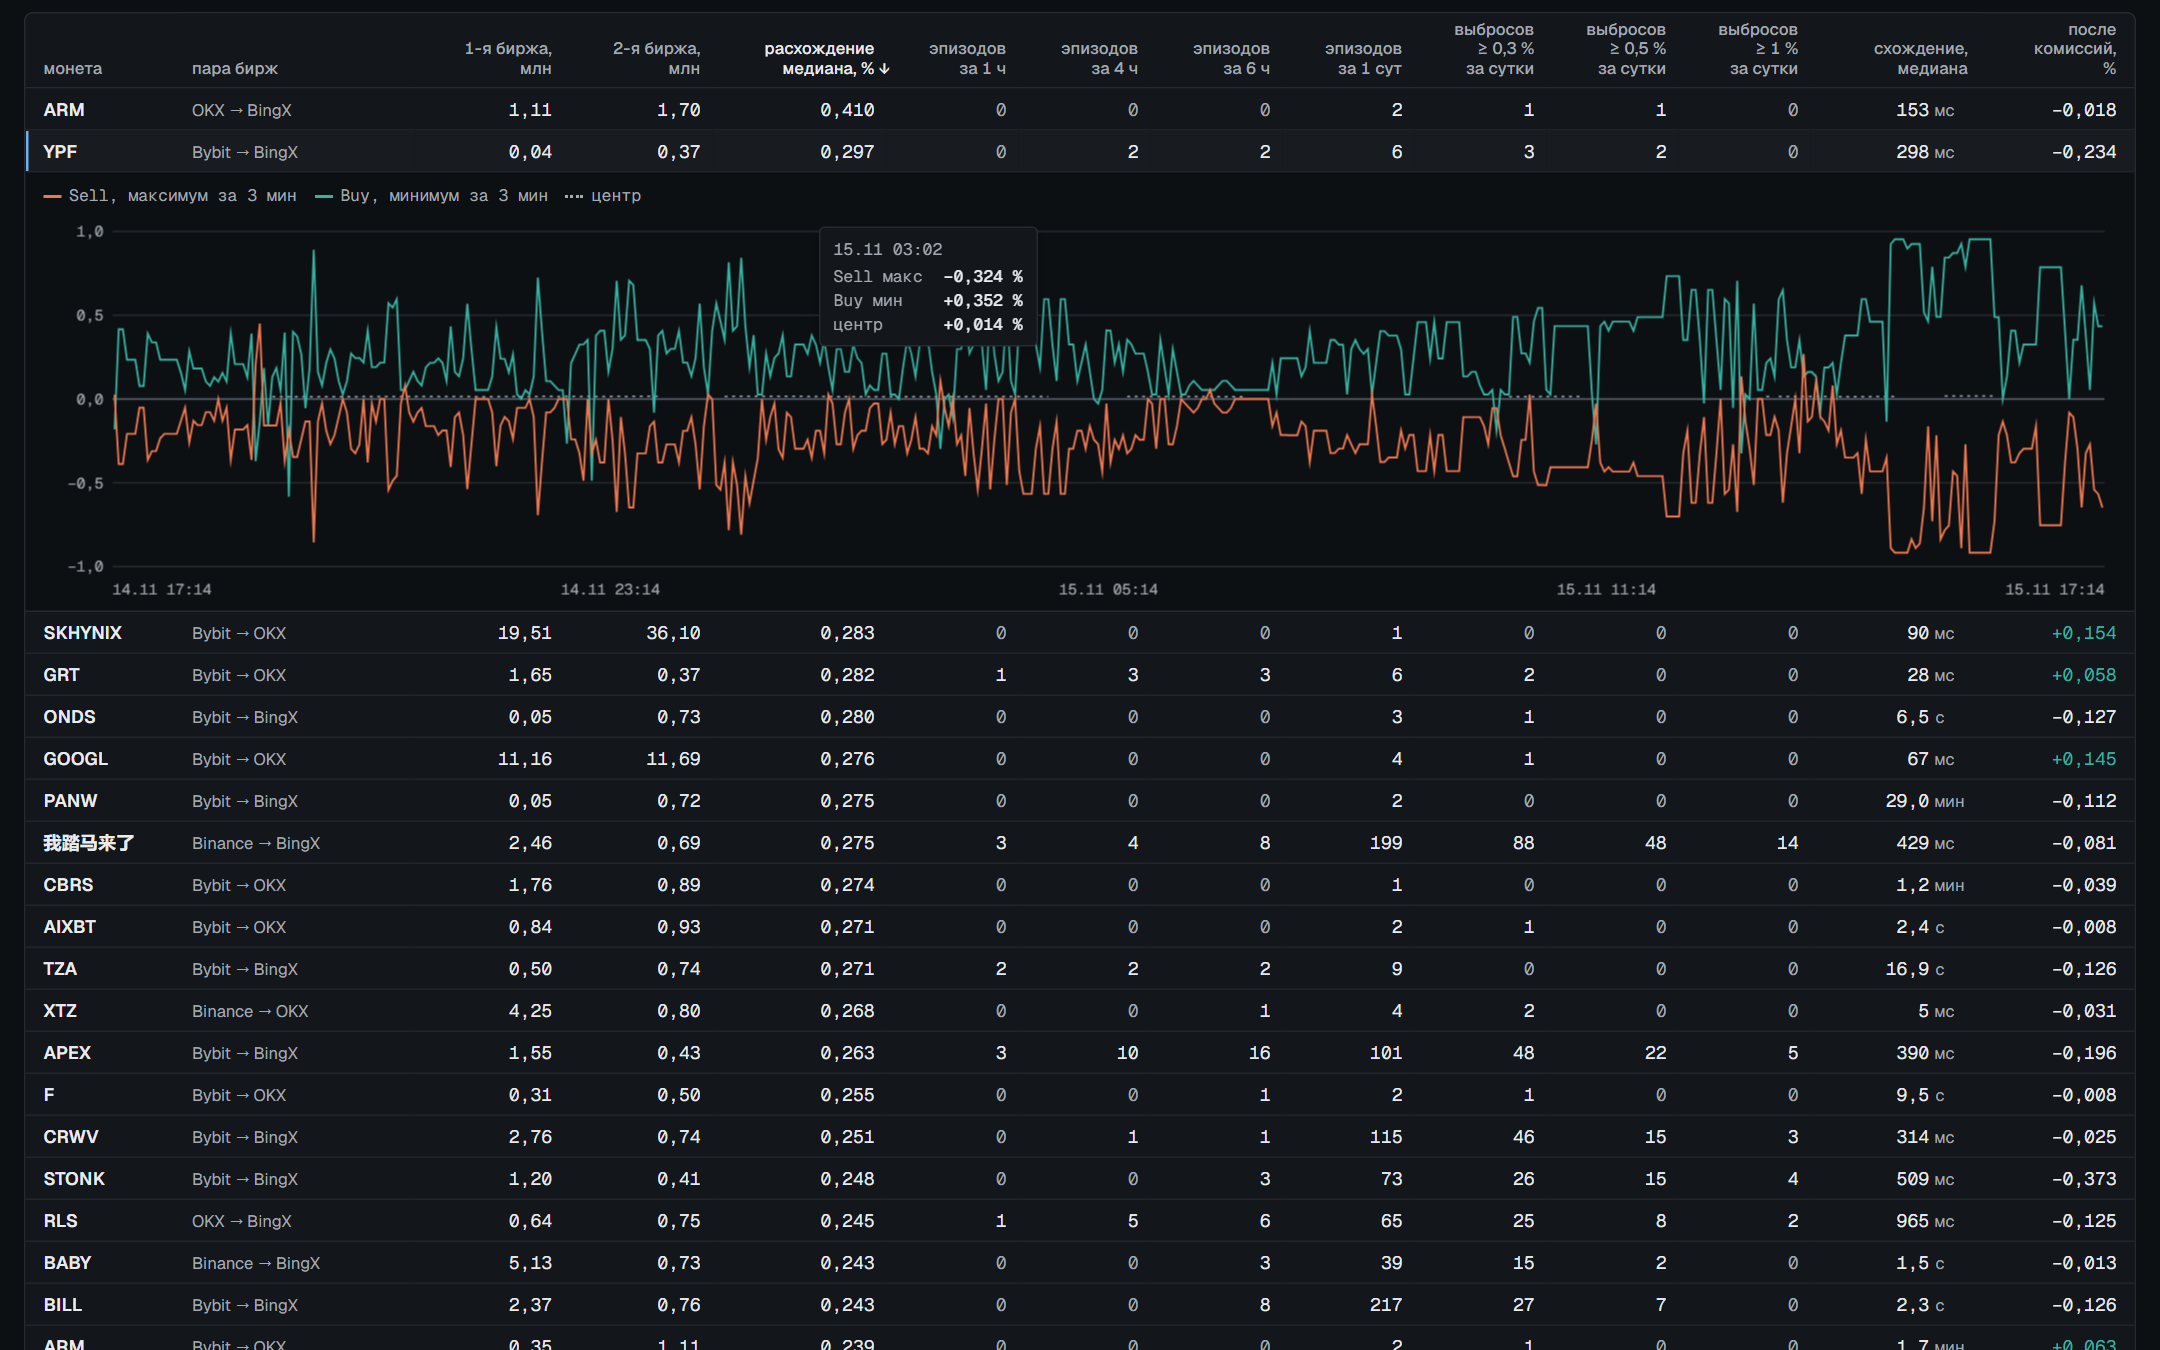 монета пара бирж 1-я биржа, млн 2-я биржа, млн расхождение медиана, % ↓ эпизодов за 1 ч эпизодов за 4 ч эпизодов за 6 ч эпизодов за 1 сут выбросов ≥ 0,3 % за сутки выбросов ≥ 0,5 % за сутки выбросов ≥ 1 % за сутки схождение, медиана после комиссий, %
ARM OKX → BingX 1,11 1,70 0,410 0 0 0 2 1 1 0 153 мс −0,018
YPF Bybit → BingX 0,04 0,37 0,297 0 2 2 6 3 2 0 298 мс −0,234
Sell, максимум за 3 мин Buy, минимум за 3 мин центр
1,0
0,5
0,0
−0,5
−1,0
15.11 03:02
Sell макс −0,324 %
Buy мин +0,352 %
центр +0,014 %
14.11 17:14 14.11 23:14 15.11 05:14 15.11 11:14 15.11 17:14
SKHYNIX Bybit → OKX 19,51 36,10 0,283 0 0 0 1 0 0 0 90 мс +0,154
GRT Bybit → OKX 1,65 0,37 0,282 1 3 3 6 2 0 0 28 мс +0,058
ONDS Bybit → BingX 0,05 0,73 0,280 0 0 0 3 1 0 0 6,5 с −0,127
GOOGL Bybit → OKX 11,16 11,69 0,276 0 0 0 4 1 0 0 67 мс +0,145
PANW Bybit → BingX 0,05 0,72 0,275 0 0 0 2 0 0 0 29,0 мин −0,112
我踏马来了 Binance → BingX 2,46 0,69 0,275 3 4 8 199 88 48 14 429 мс −0,081
CBRS Bybit → OKX 1,76 0,89 0,274 0 0 0 1 0 0 0 1,2 мин −0,039
AIXBT Bybit → OKX 0,84 0,93 0,271 0 0 0 2 1 0 0 2,4 с −0,008
TZA Bybit → BingX 0,50 0,74 0,271 2 2 2 9 0 0 0 16,9 с −0,126
XTZ Binance → OKX 4,25 0,80 0,268 0 0 1 4 2 0 0 5 мс −0,031
APEX Bybit → BingX 1,55 0,43 0,263 3 10 16 101 48 22 5 390 мс −0,196
F Bybit → OKX 0,31 0,50 0,255 0 0 1 2 1 0 0 9,5 с −0,008
CRWV Bybit → BingX 2,76 0,74 0,251 0 1 1 115 46 15 3 314 мс −0,025
STONK Bybit → BingX 1,20 0,41 0,248 0 0 3 73 26 15 4 509 мс −0,373
RLS OKX → BingX 0,64 0,75 0,245 1 5 6 65 25 8 2 965 мс −0,125
BABY Binance → BingX 5,13 0,73 0,243 0 0 3 39 15 2 0 1,5 с −0,013
BILL Bybit → BingX 2,37 0,76 0,243 0 0 8 217 27 7 0 2,3 с −0,126
ARM Bybit → OKX 0,35 1,11 0,239 0 0 0 2 1 0 0 1,7 мин +0,063